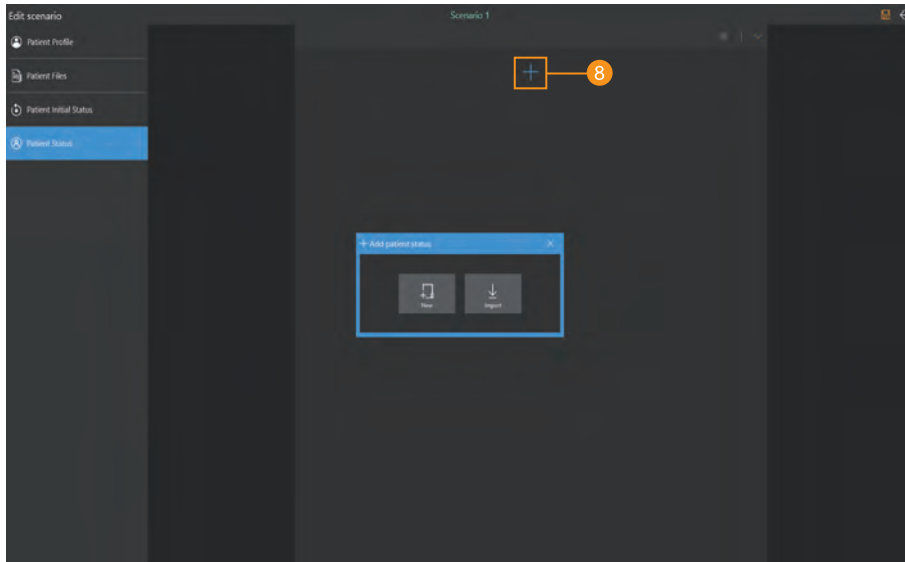 Edit scenario
Scenario 1
Patient Profile
8
Patient Files
Patient Initial Status
Patient Status
Add patient status
New
Import